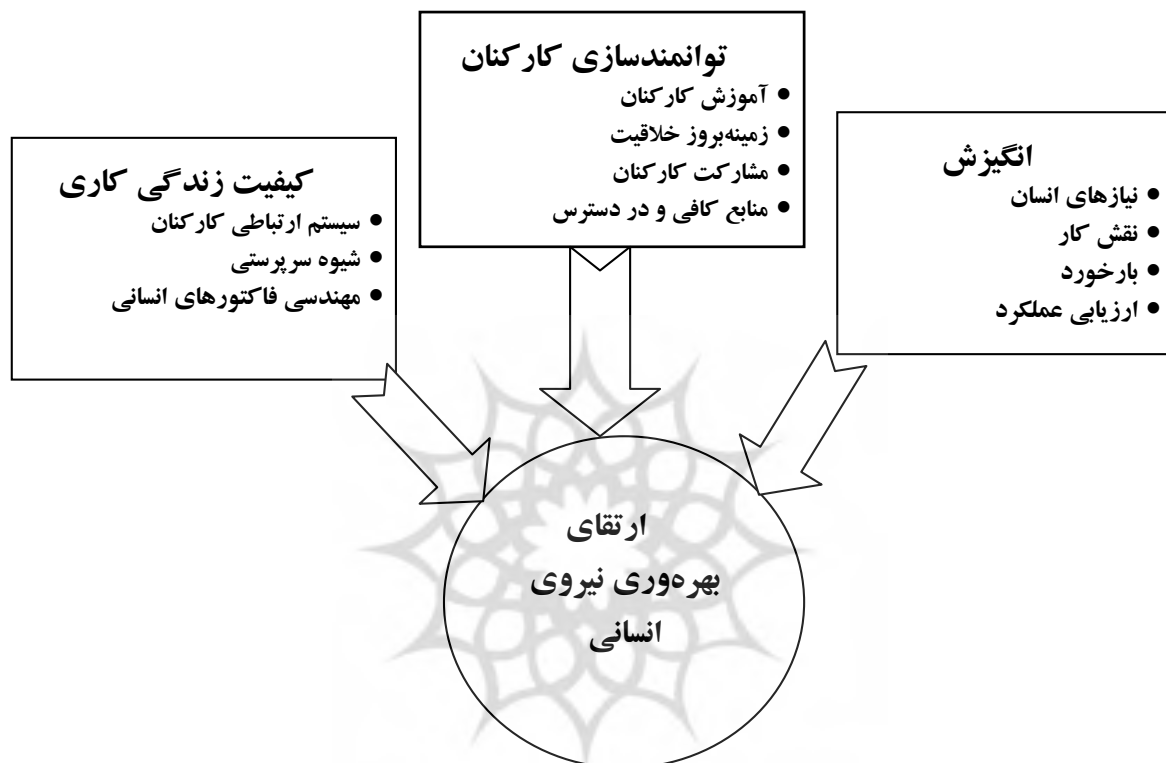 توانمندسازی کارکنان
• آموزش کارکنان
• زمینه‌بروز خلاقیت
• مشارکت کارکنان
• منابع کافی و در دسترس
انگیزش
• نیازهای انسان
• نقش کار
• بارخورد
• ارزیابی عملکرد
کیفیت زندگی کاری
• سیستم ارتباطی کارکنان
• شیوه سرپرستی
• مهندسی فاکتورهای انسانی
ارتقای
بهره‌وری نیروی
انسانی